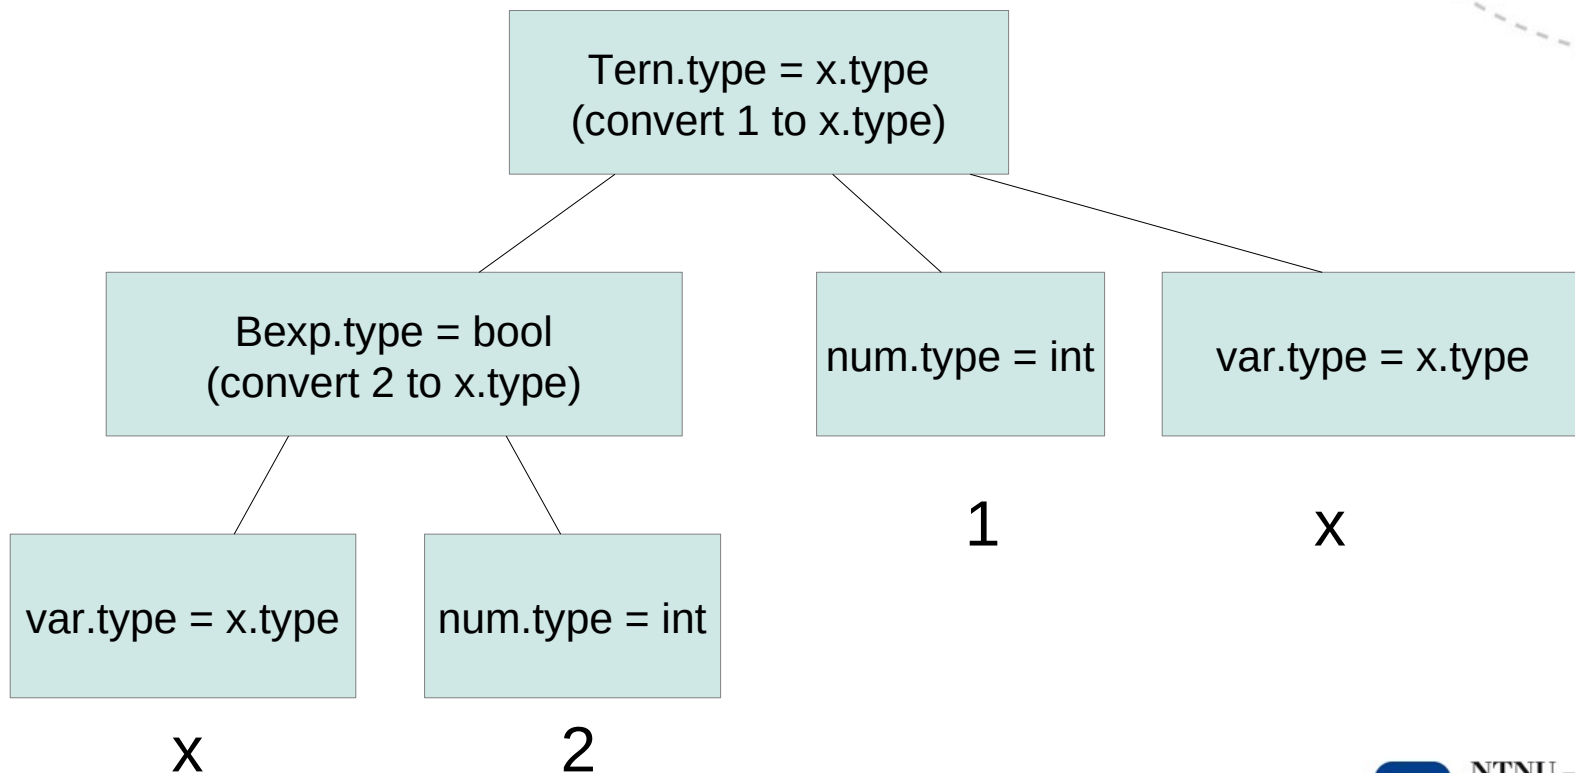 Tern.type = x.type
(convert 1 to x.type)
Bexp.type = bool
(convert 2 to x.type)
num.type = int
var.type = x.type
1
x
var.type = x.type
num.type = int
x
2
NTNU